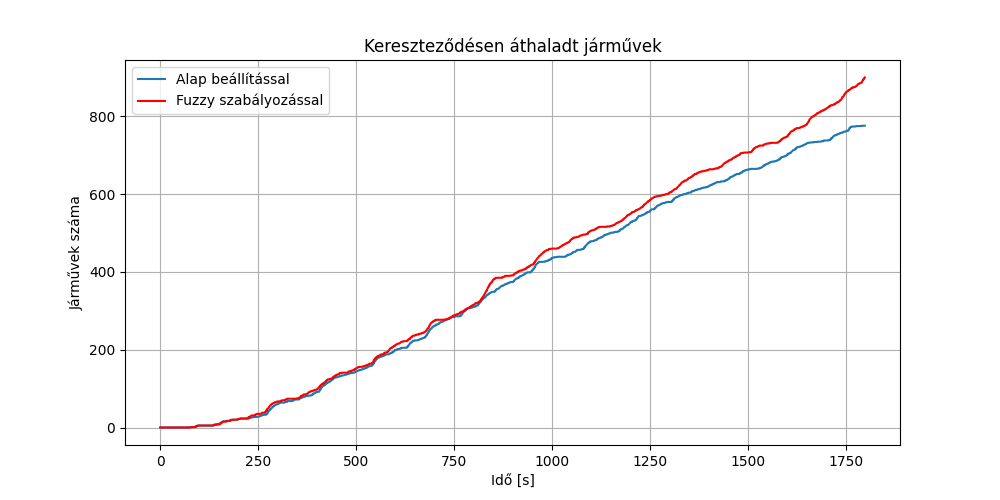 Kereszteződésen áthaladt járművek
Alap beállítással
Fuzzy szabályozással
Járművek száma
800
600
400
200
0
0 250 500 750 1000 1250 1500 1750
Idő [s]